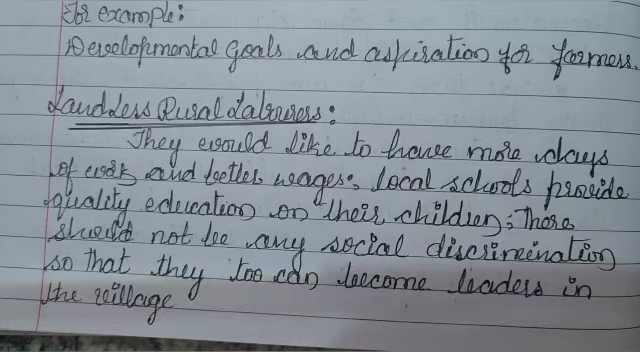 For example:
Developmental Goals and aspiration for farmers.
Landless Rural Labourers:
They would like to have more days
of work and better wages; local schools provide
quality education on their children; There
should not be any social discrimination
so that they too can become leaders in
the village